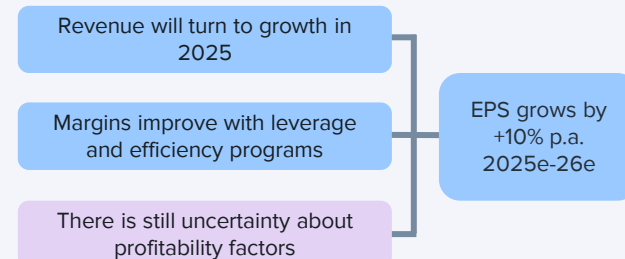 Revenue will turn to growth in
2025
Margins improve with leverage
and efficiency programs
EPS grows by
+10% p.a.
2025e-26e
There is still uncertainty about
profitability factors